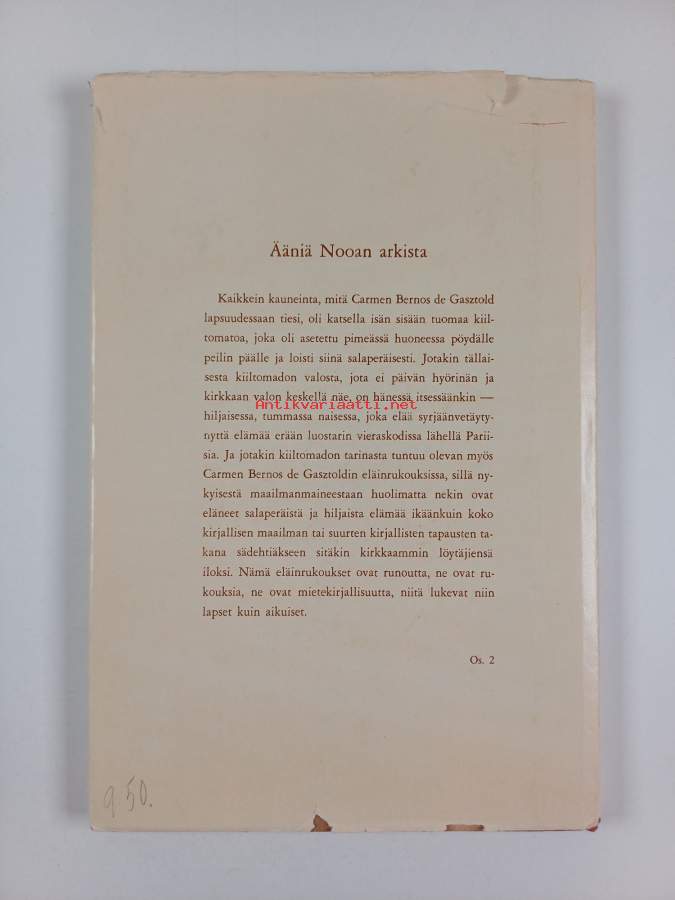 Ääniä Nooan arkista
Kaikkein kauneinta, mitä Carmen Bernos de Gasztold
lapsuudessaan tiesi, oli katsella isän sisään tuomaa kiil-
tomatoa, joka oli asetettu pimeässä huoneessa pöydälle
peilin päälle ja loisti siinä salaperäisesti. Jotakin tällai-
sesta kiiltomadon valosta, jota ei päivän hyörinän ja
kirkkaan valon keskellä näe, on hänessä itsessäänkin —
Antikvariaatti.net
hiljaisessa, tummassa naisessa, joka elää syrjäänvetäyty-
nyttä elämää erään luostarin vieraskodissa lähellä Parii-
sia. Ja jotakin kiiltomadon tarinasta tuntuu olevan myös
Carmen Bernos de Gasztoldin eläinrukouksissa, sillä ny-
kyisestä maailmanmaineestaan huolimatta nekin ovat
eläneet salaperäistä ja hiljaista elämää ikäänkuin koko
kirjallisen maailman tai suurten kirjallisten tapausten ta-
kana sädehtiäkseen sitäkin kirkkaammin löytäjiensä
iloksi. Nämä eläinrukoukset ovat runoutta, ne ovat ru-
kouksia, ne ovat mietekirjallisuutta, niitä lukevat niin
lapset kuin aikuiset.
Os. 2
9 50.